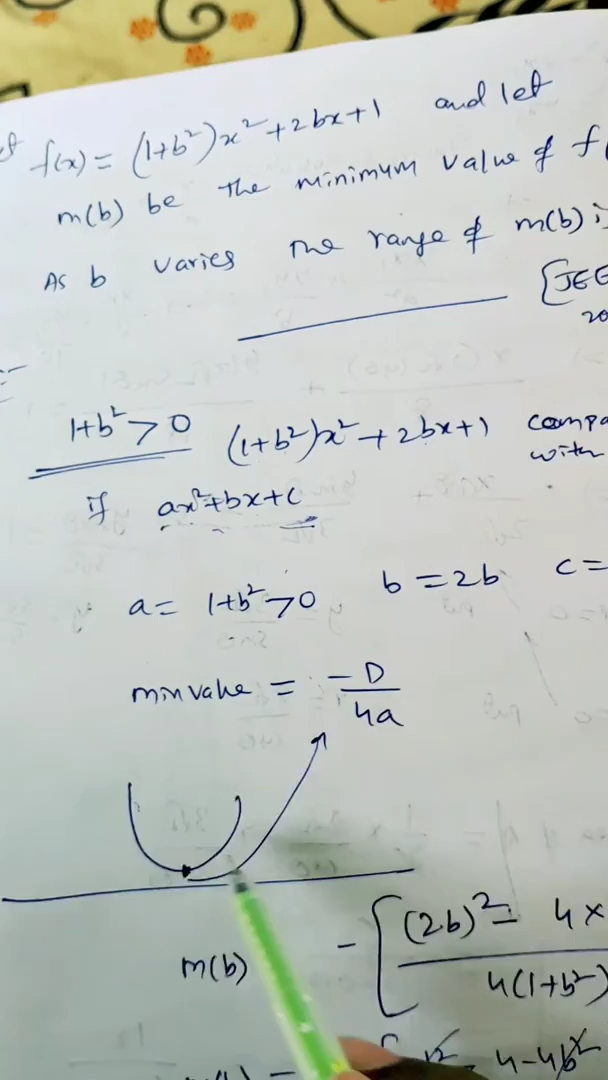 f(x) = (1+b²)x²+2bx+1 and let
m(b) be the minimum value of f(
As b varies the range of m(b) i
[JEE
20
1+b² > 0 (1+b²)x² + 2bx+1 compa
with
if ax²+bx+c
a = 1+b² > 0 b = 2b c =
min value = -D/4a
m(b) - [(2b)² - 4 x
4(1+b²)
4 - 4b²